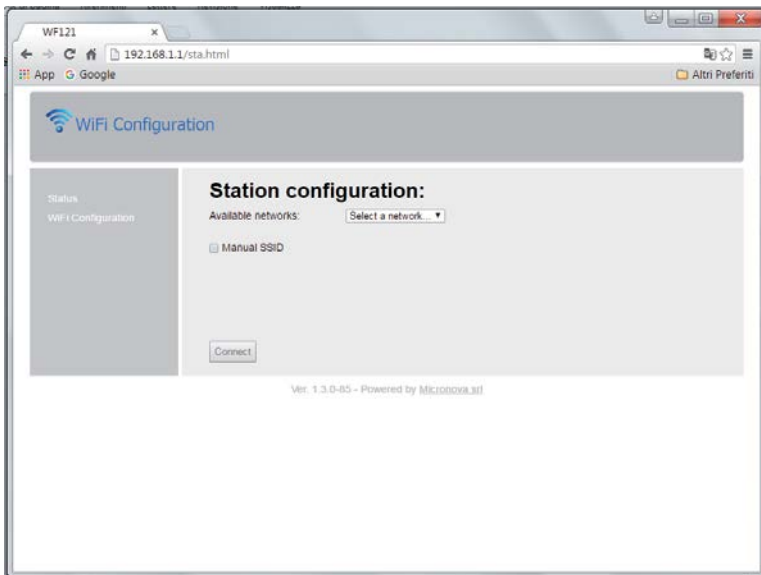 WF121
192.168.1.1/sta.html
App Google
Altri Preferiti
WiFi Configuration
Status
WiFi Configuration
Station configuration:
Available networks: Select a network...
Manual SSID
Connect
Ver. 1.3.0-85 - Powered by Micronova srl